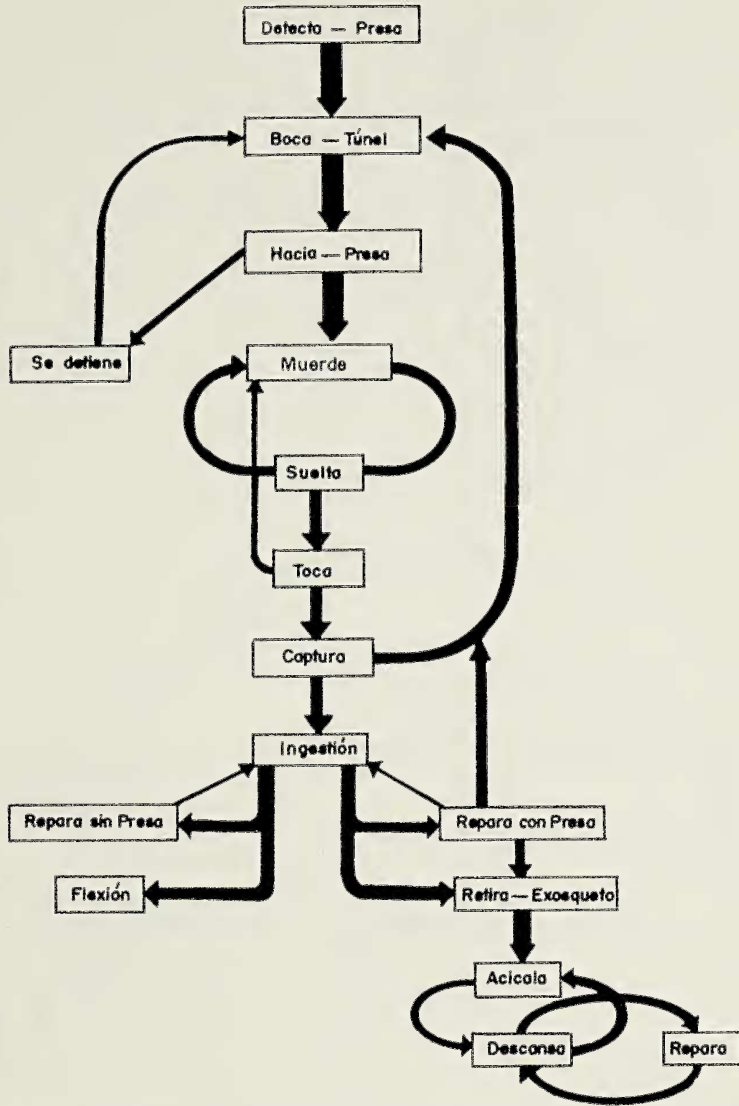 Detecta — Presa
Boca — Túnel
Hacia — Presa
Se detiene
Muerde
Suelta
Toca
Captura
Ingestión
Repara sin Presa
Repara con Presa
Flexión
Retira — Exosqueto
Acicala
Descansa
Repara